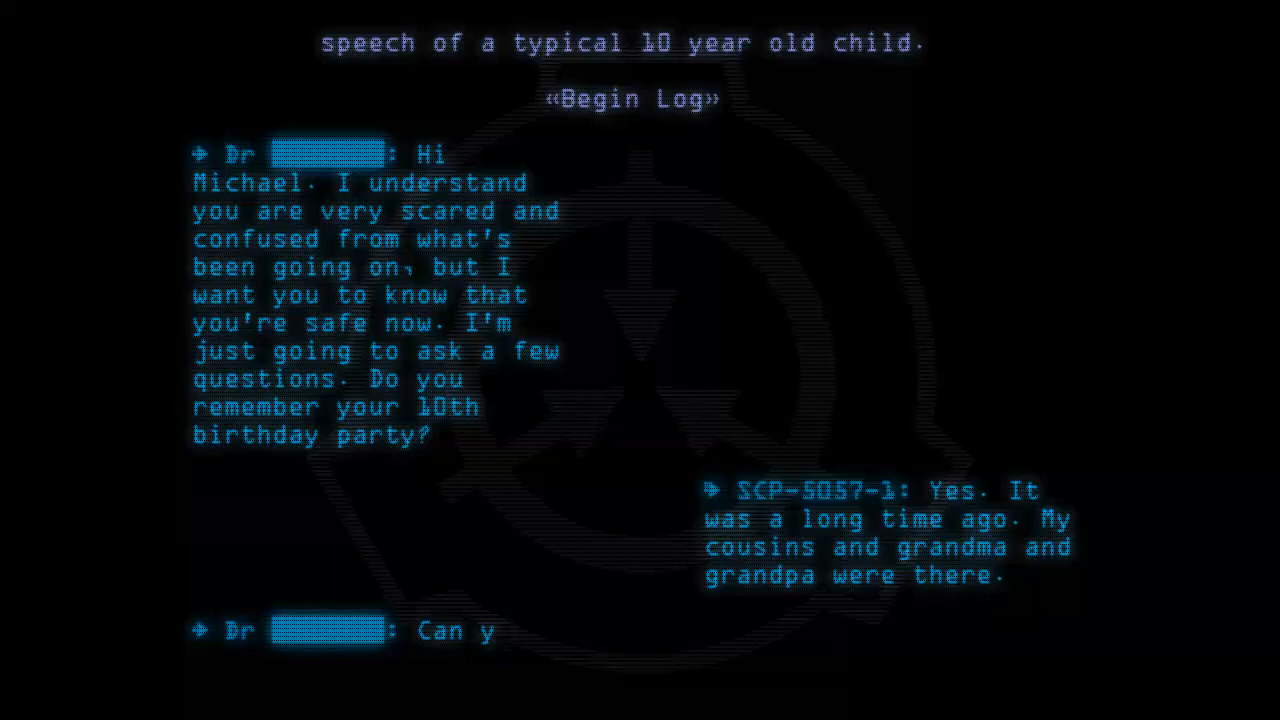 speech of a typical 10 year old child.
«Begin Log»
→ Dr ███████: Hi
Michael. I understand
you are very scared and
confused from what's
been going on, but I
want you to know that
you're safe now. I'm
just going to ask a few
questions. Do you
remember your 10th
birthday party?
→ SCP-5057-1: Yes. It
was a long time ago. My
cousins and grandma and
grandpa were there.
→ Dr ███████: Can y